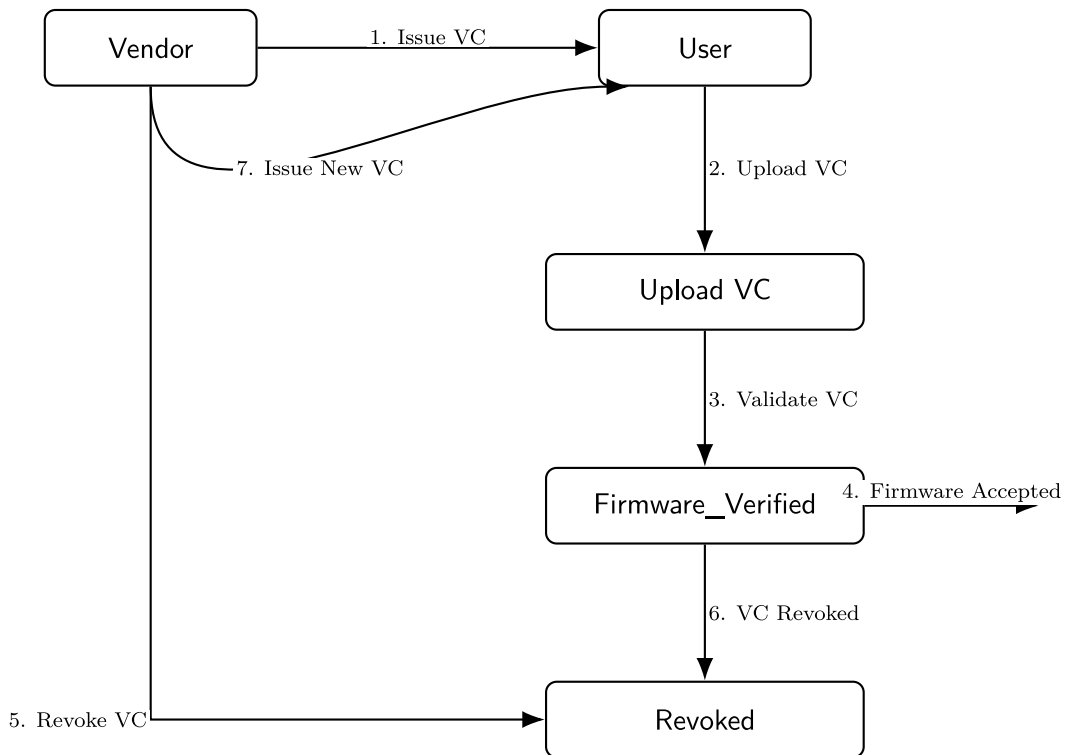 Vendor
1. Issue VC
User
7. Issue New VC
2. Upload VC
Upload VC
3. Validate VC
Firmware_Verified
4. Firmware Accepted
6. VC Revoked
5. Revoke VC
Revoked